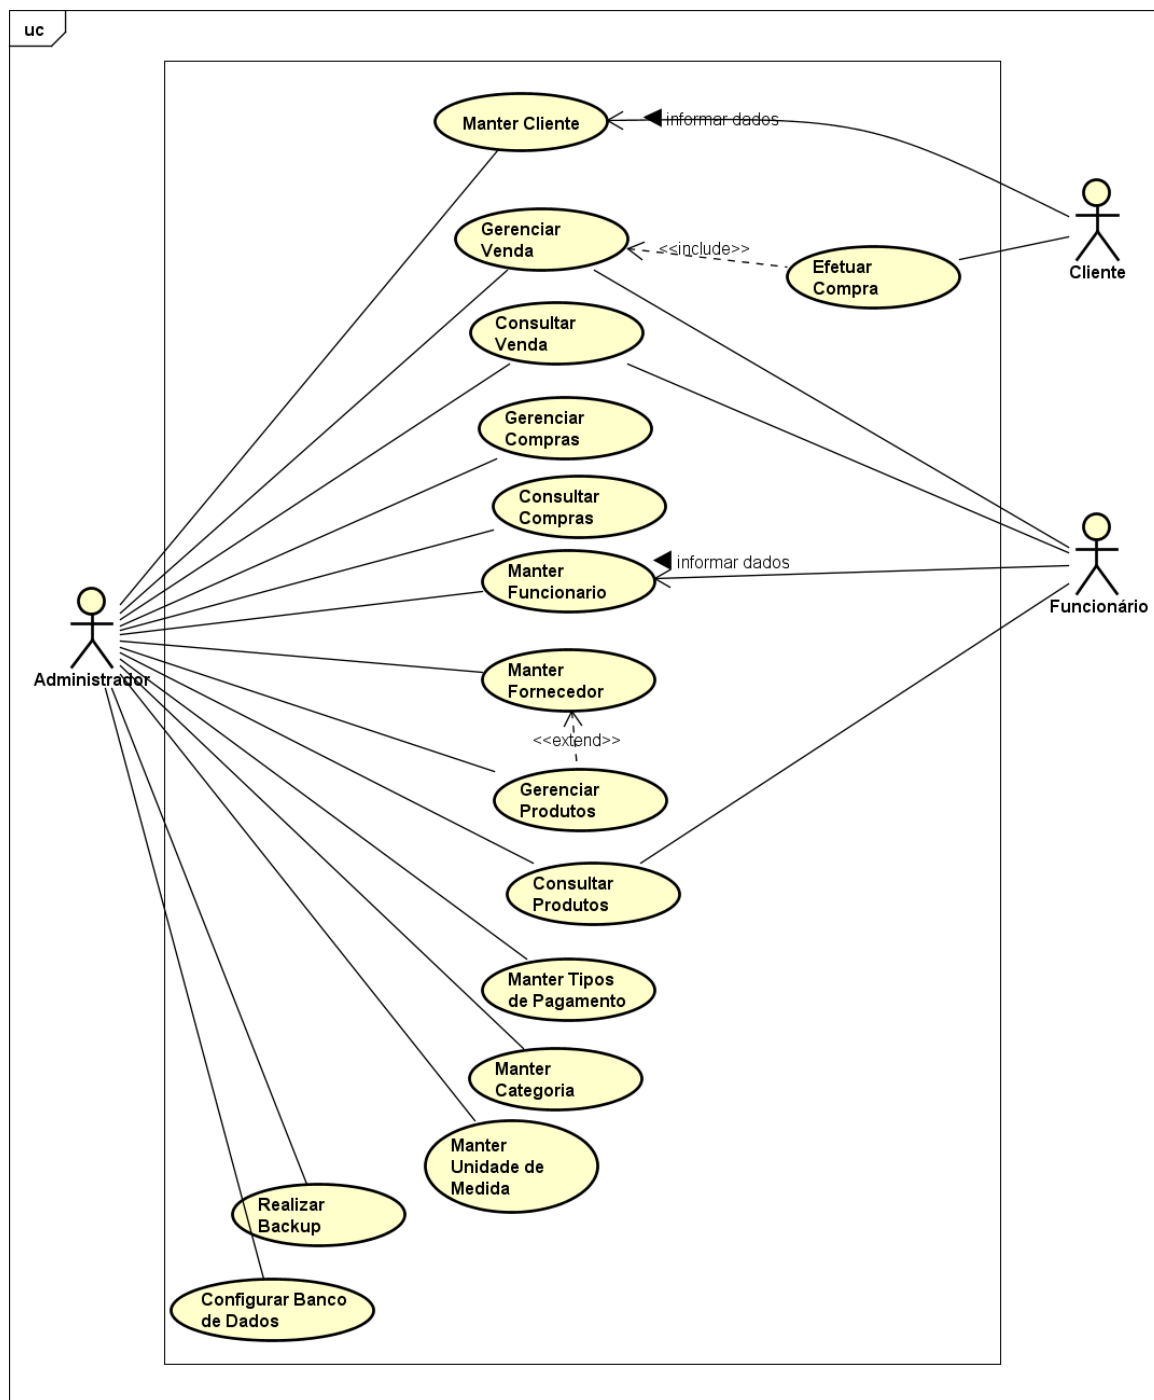 uc
Manter Cliente
informar dados
Gerenciar
Venda
<<include>>
Efetuar
Compra
Cliente
Consultar
Venda
Gerenciar
Compras
Consultar
Compras
Manter
Funcionario
informar dados
Funcionário
Administrador
Manter
Fornecedor
<<extend>>
Gerenciar
Produtos
Consultar
Produtos
Manter Tipos
de Pagamento
Manter
Categoria
Manter
Unidade de
Medida
Realizar
Backup
Configurar Banco
de Dados